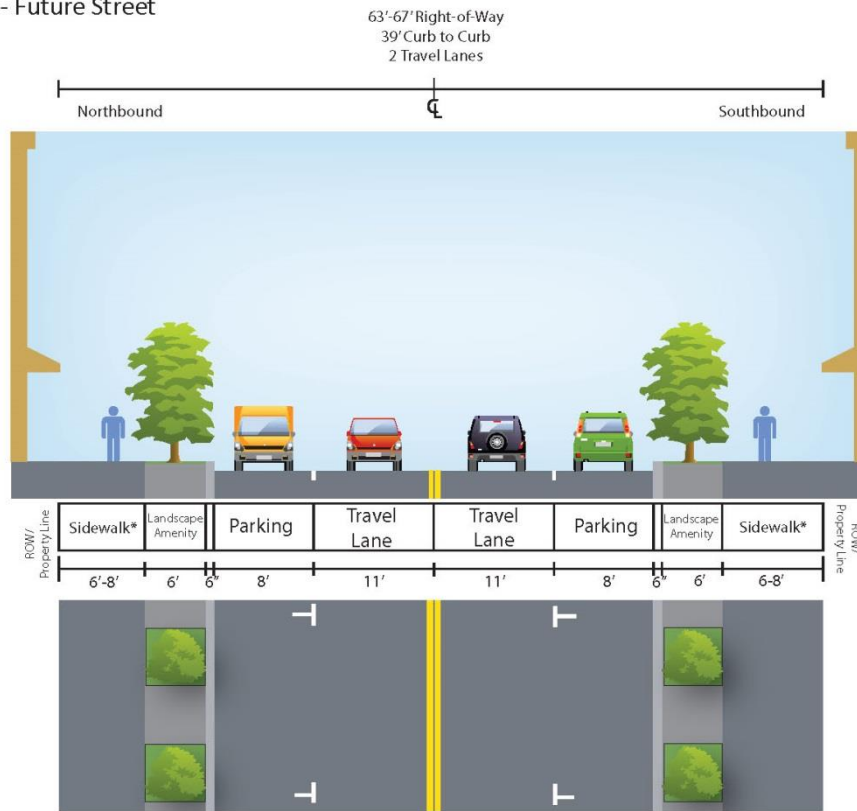 - Future Street
63'-67' Right-of-Way
39' Curb to Curb
2 Travel Lanes
Northbound
℄
Southbound
ROW/
Property Line
Sidewalk*
Landscape
Amenity
Parking
Travel
Lane
Travel
Lane
Parking
Landscape
Amenity
Sidewalk*
ROW/
Property Line
6'-8'
6'
6"
8'
11'
11'
8'
6"
6'
6-8'